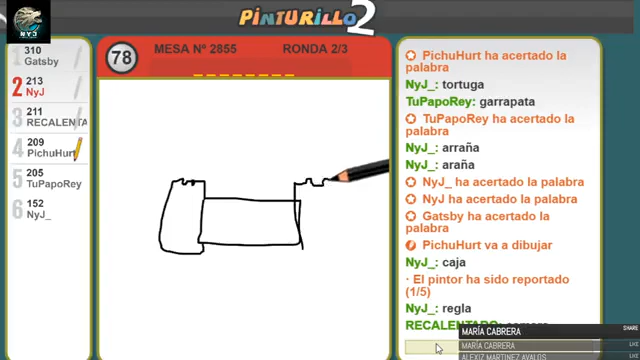 NYJ
PINTURILLO 2
78
MESA Nº 2855
RONDA 2/3
310
Gatsby
2
213
NyJ
3
211
RECALENTA
4
209
PichuHurt
5
205
TuPapoRey
6
152
NyJ_
PichuHurt ha acertado la
palabra
NyJ_: tortuga
TuPapoRey: garrapata
TuPapoRey ha acertado la
palabra
NyJ_: arraña
NyJ_: araña
NyJ_ ha acertado la palabra
NyJ ha acertado la palabra
Gatsby ha acertado la
palabra
PichuHurt va a dibujar
NyJ_: caja
· El pintor ha sido reportado
(1/5)
NyJ_: regla
MARÍA CABRERA
SHARE
MARÍA CABRERA
LIKE
ALEXIZ MARTINEZ AVALOS
LIKE